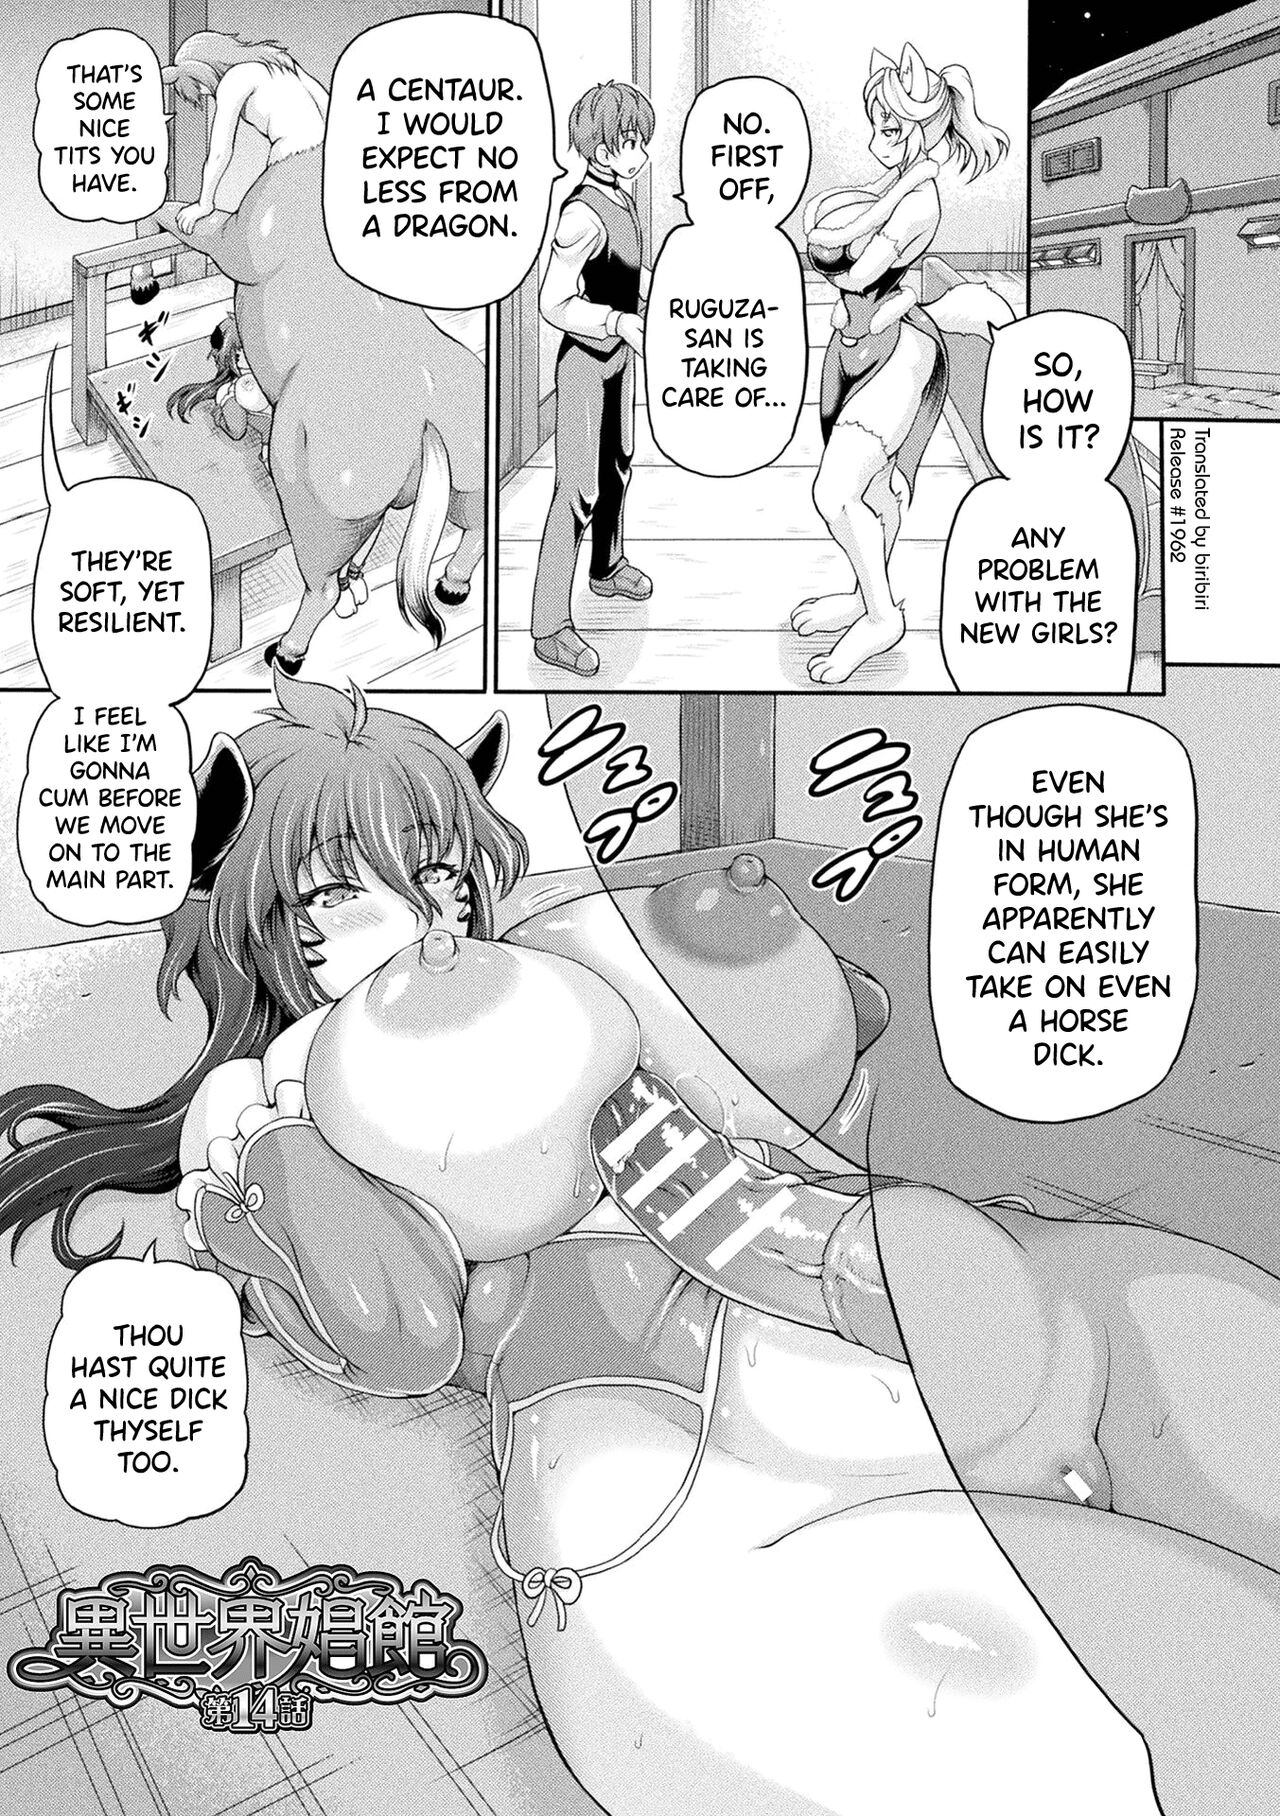 SO,
HOW
IS IT?
ANY
PROBLEM
WITH THE
NEW GIRLS?
Translated by biribiri
Release #1962
NO.
FIRST
OFF,
RUGUZA-
SAN IS
TAKING
CARE OF...
A CENTAUR.
I WOULD
EXPECT NO
LESS FROM
A DRAGON.
THAT'S
SOME
NICE
TITS YOU
HAVE.
THEY'RE
SOFT, YET
RESILIENT.
I FEEL
LIKE I'M
GONNA
CUM BEFORE
WE MOVE
ON TO THE
MAIN PART.
EVEN
THOUGH SHE'S
IN HUMAN
FORM, SHE
APPARENTLY
CAN EASILY
TAKE ON EVEN
A HORSE
DICK.
THOU
HAST QUITE
A NICE DICK
THYSELF
TOO.
異世界娼館
第14話